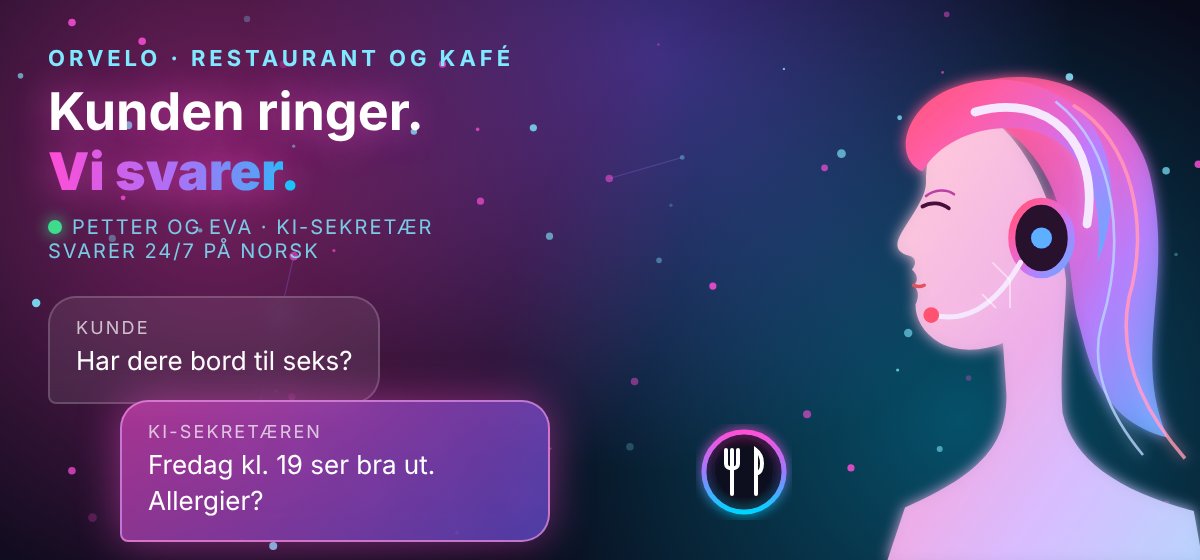 ORVELO · RESTAURANT OG KAFÉ
Kunden ringer.
Vi svarer.
PETTER OG EVA · KI-SEKRETÆR
SVARER 24/7 PÅ NORSK
KUNDE
Har dere bord til seks?
KI-SEKRETÆREN
Fredag kl. 19 ser bra ut.
Allergier?